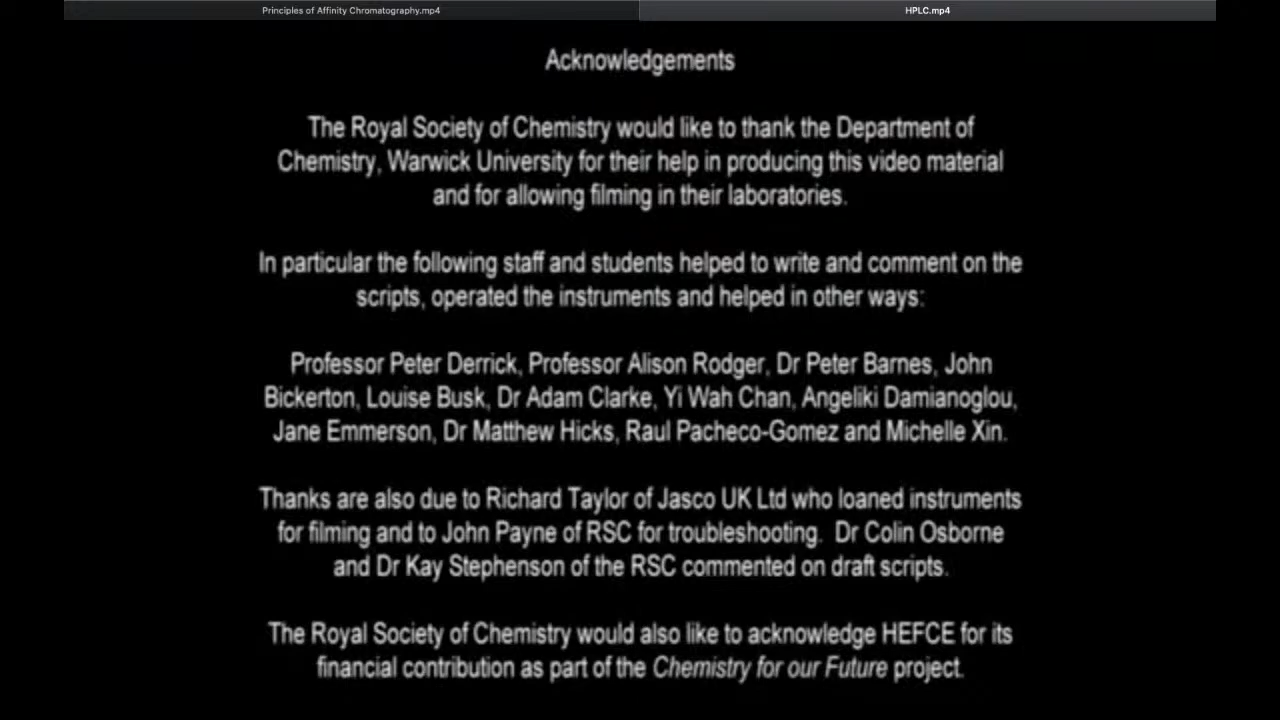 Principles of Affinity Chromatography.mp4
HPLC.mp4
Acknowledgements
The Royal Society of Chemistry would like to thank the Department of
Chemistry, Warwick University for their help in producing this video material
and for allowing filming in their laboratories.
In particular the following staff and students helped to write and comment on the
scripts, operated the instruments and helped in other ways:
Professor Peter Derrick, Professor Alison Rodger, Dr Peter Barnes, John
Bickerton, Louise Busk, Dr Adam Clarke, Yi Wah Chan, Angeliki Damianoglou,
Jane Emmerson, Dr Matthew Hicks, Raul Pacheco-Gomez and Michelle Xin.
Thanks are also due to Richard Taylor of Jasco UK Ltd who loaned instruments
for filming and to John Payne of RSC for troubleshooting.  Dr Colin Osborne
and Dr Kay Stephenson of the RSC commented on draft scripts.
The Royal Society of Chemistry would also like to acknowledge HEFCE for its
financial contribution as part of the Chemistry for our Future project.